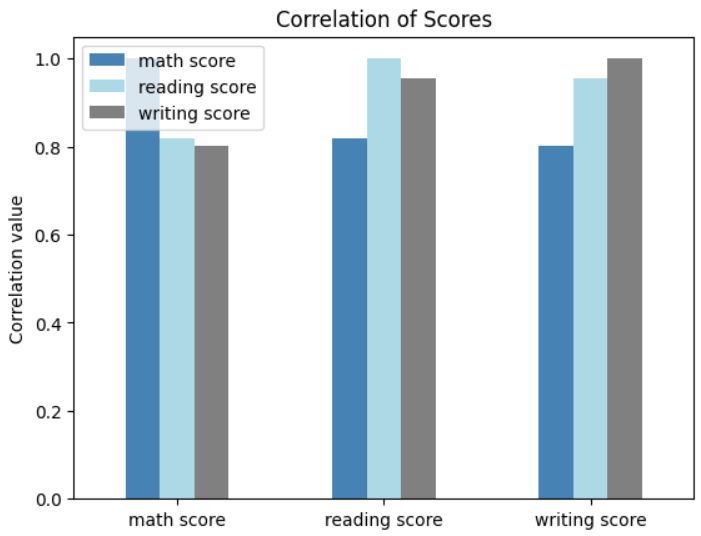 Correlation of Scores
math score
reading score
writing score
Correlation value
1.0
0.8
0.6
0.4
0.2
0.0
math score
reading score
writing score